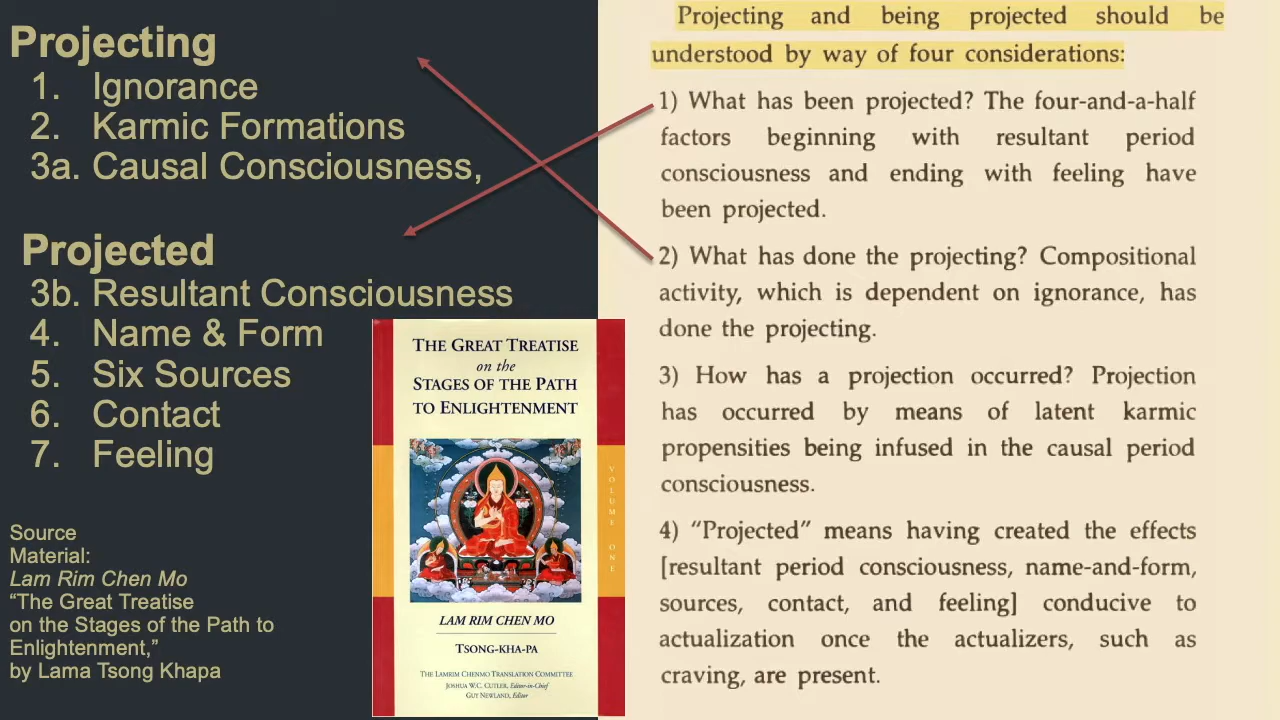 Projecting
1. Ignorance
2. Karmic Formations
3a. Causal Consciousness,
Projected
3b. Resultant Consciousness
4. Name & Form
5. Six Sources
6. Contact
7. Feeling
Source
Material:
Lam Rim Chen Mo
“The Great Treatise
on the Stages of the Path to
Enlightenment,”
by Lama Tsong Khapa
THE GREAT TREATISE
on the
STAGES OF THE PATH
TO ENLIGHTENMENT
VOLUME ONE
LAM RIM CHEN MO
TSONG-KHA-PA
THE LAMRIM CHENMO TRANSLATION COMMITTEE
JOSHUA W.C. CUTLER, Editor-in-Chief
GUY NEWLAND, Editor
Projecting and being projected should be
understood by way of four considerations:
1) What has been projected? The four-and-a-half
factors beginning with resultant period
consciousness and ending with feeling have
been projected.
2) What has done the projecting? Compositional
activity, which is dependent on ignorance, has
done the projecting.
3) How has a projection occurred? Projection
has occurred by means of latent karmic
propensities being infused in the causal period
consciousness.
4) “Projected” means having created the effects
[resultant period consciousness, name-and-form,
sources, contact, and feeling] conducive to
actualization once the actualizers, such as
craving, are present.